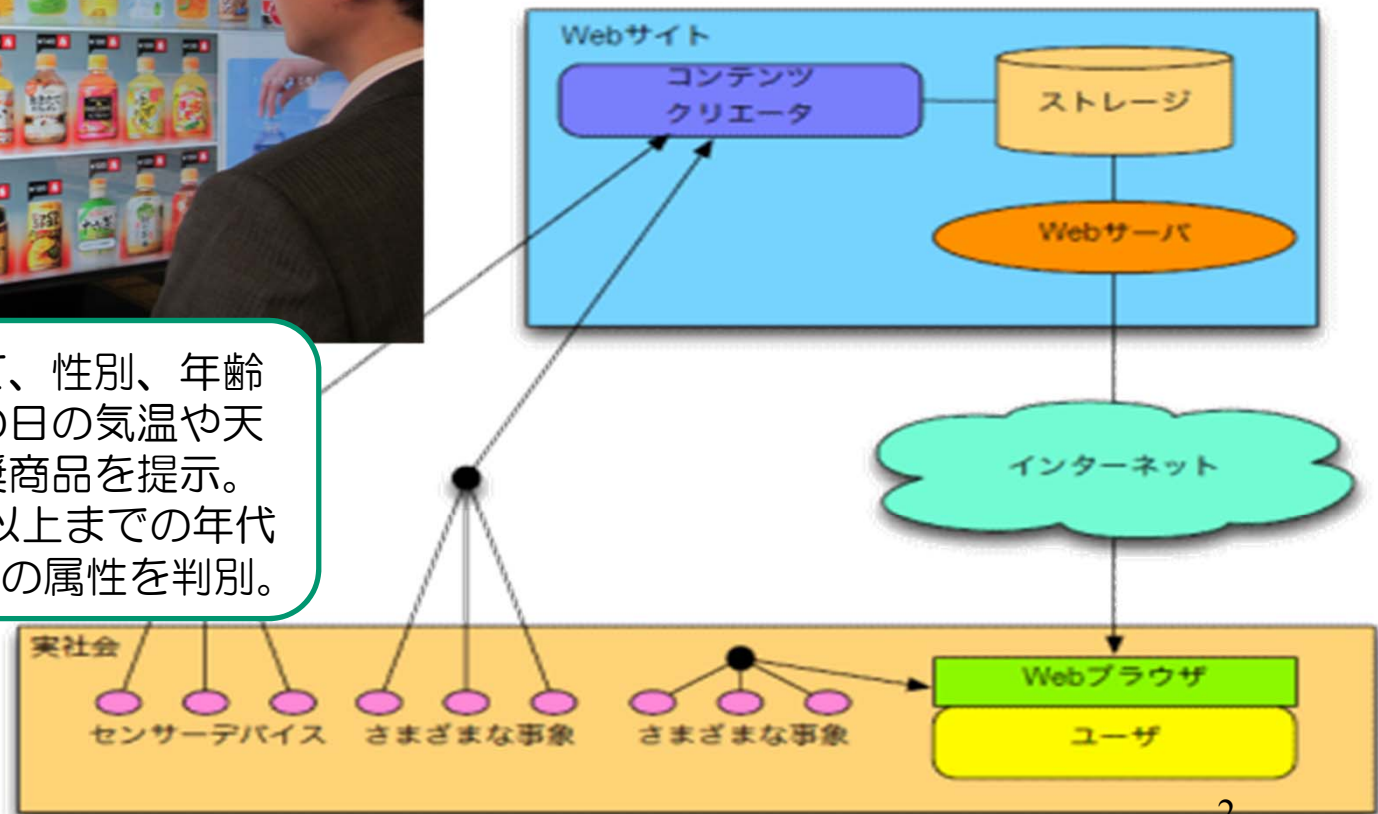 Webサイト
コンテンツ
クリエータ
ストレージ
Webサーバ
て、性別、年齢
の日の気温や天
奨商品を提示。
以上までの年代
の属性を判別。
インターネット
実社会
センサーデバイス
さまざまな事象
さまざまな事象
Webブラウザ
ユーザ
2